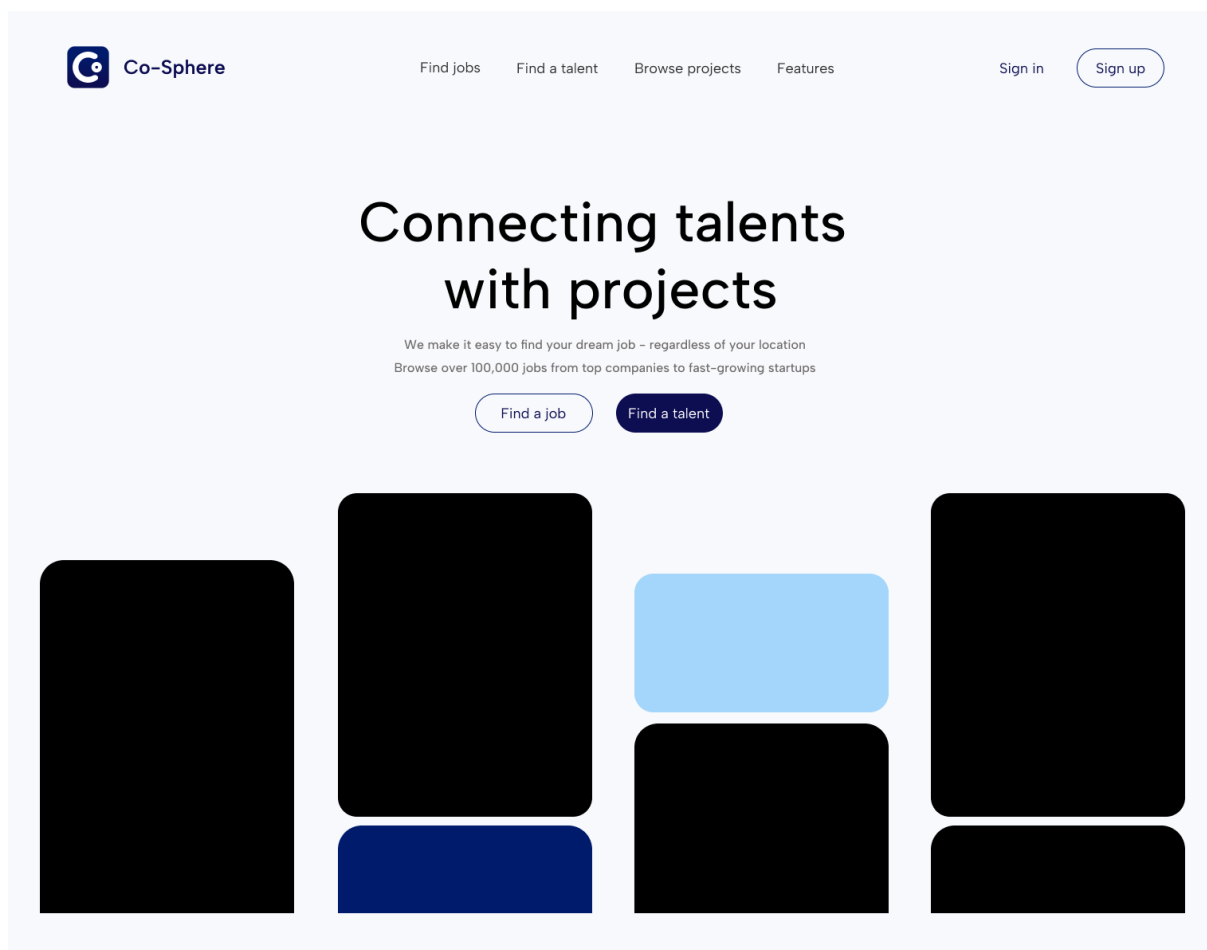 Co-Sphere
Find jobs
Find a talent
Browse projects
Features
Sign in
Sign up
Connecting talents
with projects
We make it easy to find your dream job - regardless of your location
Browse over 100,000 jobs from top companies to fast-growing startups
Find a job
Find a talent